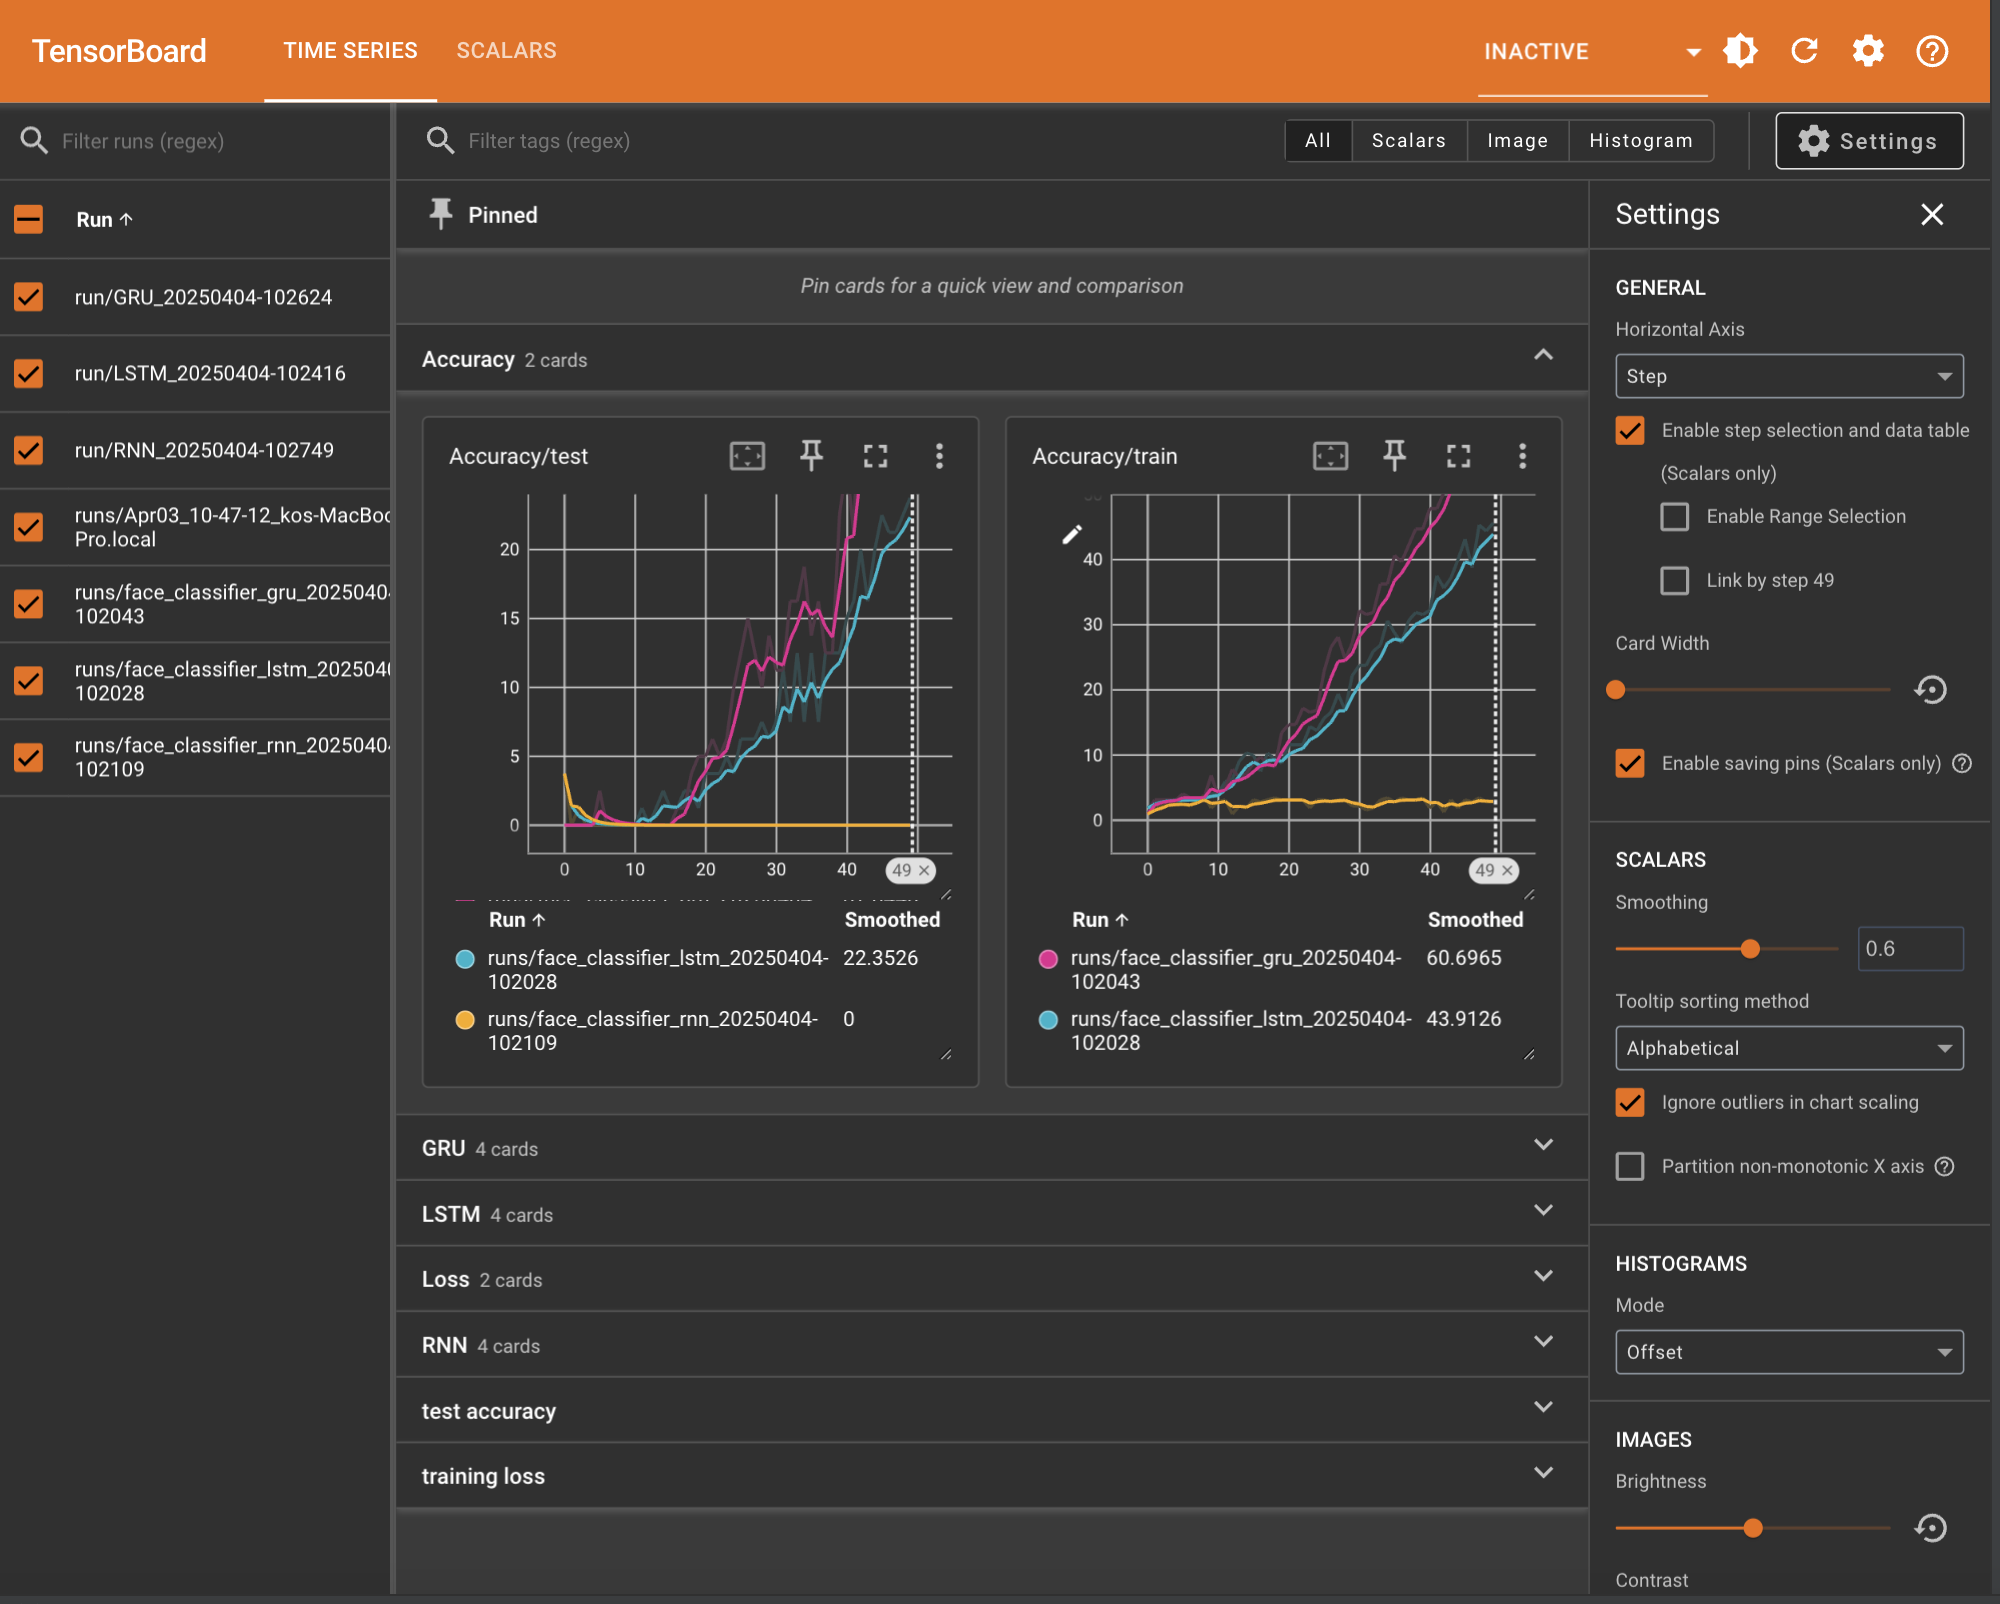 TensorBoard
TIME SERIES
SCALARS
INACTIVE
Filter runs (regex)
Filter tags (regex)
All
Scalars
Image
Histogram
Settings
Run
run/GRU_20250404-102624
run/LSTM_20250404-102416
run/RNN_20250404-102749
runs/Apr03_10-47-12_kos-MacBoo
Pro.local
runs/face_classifier_gru_2025040
102043
runs/face_classifier_lstm_202504
102028
runs/face_classifier_rnn_2025040
102109
Pinned
Pin cards for a quick view and comparison
Accuracy 2 cards
Accuracy/test
20
15
10
5
0
0 10 20 30 40 49 ×
Run ↑ Smoothed
runs/face_classifier_lstm_20250404- 22.3526
102028
runs/face_classifier_rnn_20250404- 0
102109
Accuracy/train
40
30
20
10
0
0 10 20 30 40 49 ×
Run ↑ Smoothed
runs/face_classifier_gru_20250404- 60.6965
102043
runs/face_classifier_lstm_20250404- 43.9126
102028
GRU 4 cards
LSTM 4 cards
Loss 2 cards
RNN 4 cards
test accuracy
training loss
Settings
GENERAL
Horizontal Axis
Step
Enable step selection and data table
(Scalars only)
Enable Range Selection
Link by step 49
Card Width
Enable saving pins (Scalars only)
SCALARS
Smoothing
0.6
Tooltip sorting method
Alphabetical
Ignore outliers in chart scaling
Partition non-monotonic X axis
HISTOGRAMS
Mode
Offset
IMAGES
Brightness
Contrast